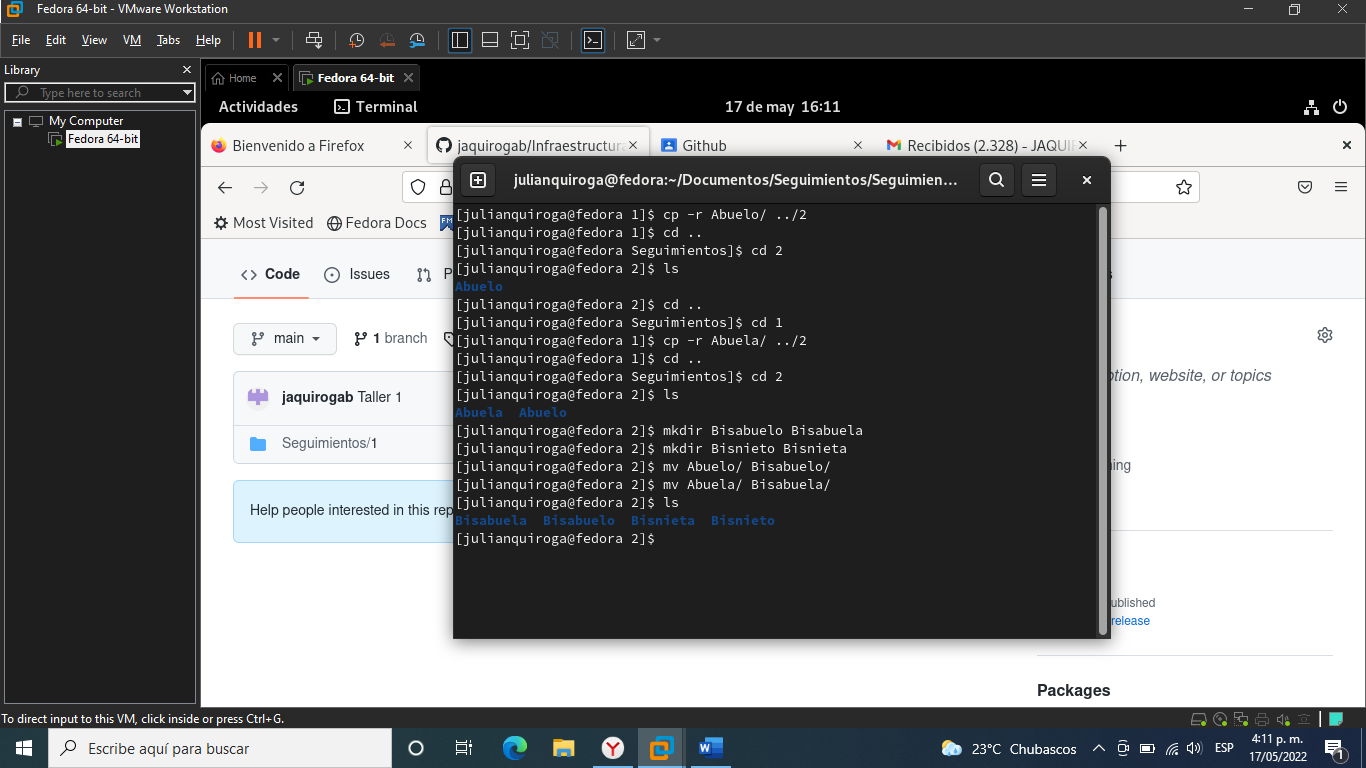 Fedora 64-bit - VMware Workstation
File Edit View VM Tabs Help
Library
Type here to search
My Computer
Fedora 64-bit
Home
Fedora 64-bit
Actividades Terminal 17 de may 16:11
Bienvenido a Firefox
jaquirogab/Infraestructura
Github
Recibidos (2.328) - JAQUI
Most Visited Fedora Docs
Code Issues P
main 1 branch
jaquirogab Taller 1
Seguimientos/1
Help people interested in this rep
ption, website, or topics
ning
ublished
release
Packages
julianquiroga@fedora:~/Documentos/Seguimientos/Seguimien...
[julianquiroga@fedora 1]$ cp -r Abuelo/ ../2
[julianquiroga@fedora 1]$ cd ..
[julianquiroga@fedora Seguimientos]$ cd 2
[julianquiroga@fedora 2]$ ls
Abuelo
[julianquiroga@fedora 2]$ cd ..
[julianquiroga@fedora Seguimientos]$ cd 1
[julianquiroga@fedora 1]$ cp -r Abuela/ ../2
[julianquiroga@fedora 1]$ cd ..
[julianquiroga@fedora Seguimientos]$ cd 2
[julianquiroga@fedora 2]$ ls
Abuela Abuelo
[julianquiroga@fedora 2]$ mkdir Bisabuelo Bisabuela
[julianquiroga@fedora 2]$ mkdir Bisnieto Bisnieta
[julianquiroga@fedora 2]$ mv Abuelo/ Bisabuelo/
[julianquiroga@fedora 2]$ mv Abuela/ Bisabuela/
[julianquiroga@fedora 2]$ ls
Bisabuela Bisabuelo Bisnieta Bisnieto
[julianquiroga@fedora 2]$
To direct input to this VM, click inside or press Ctrl+G.
Escribe aquí para buscar
23°C Chubascos
ESP
4:11 p. m.
17/05/2022
1